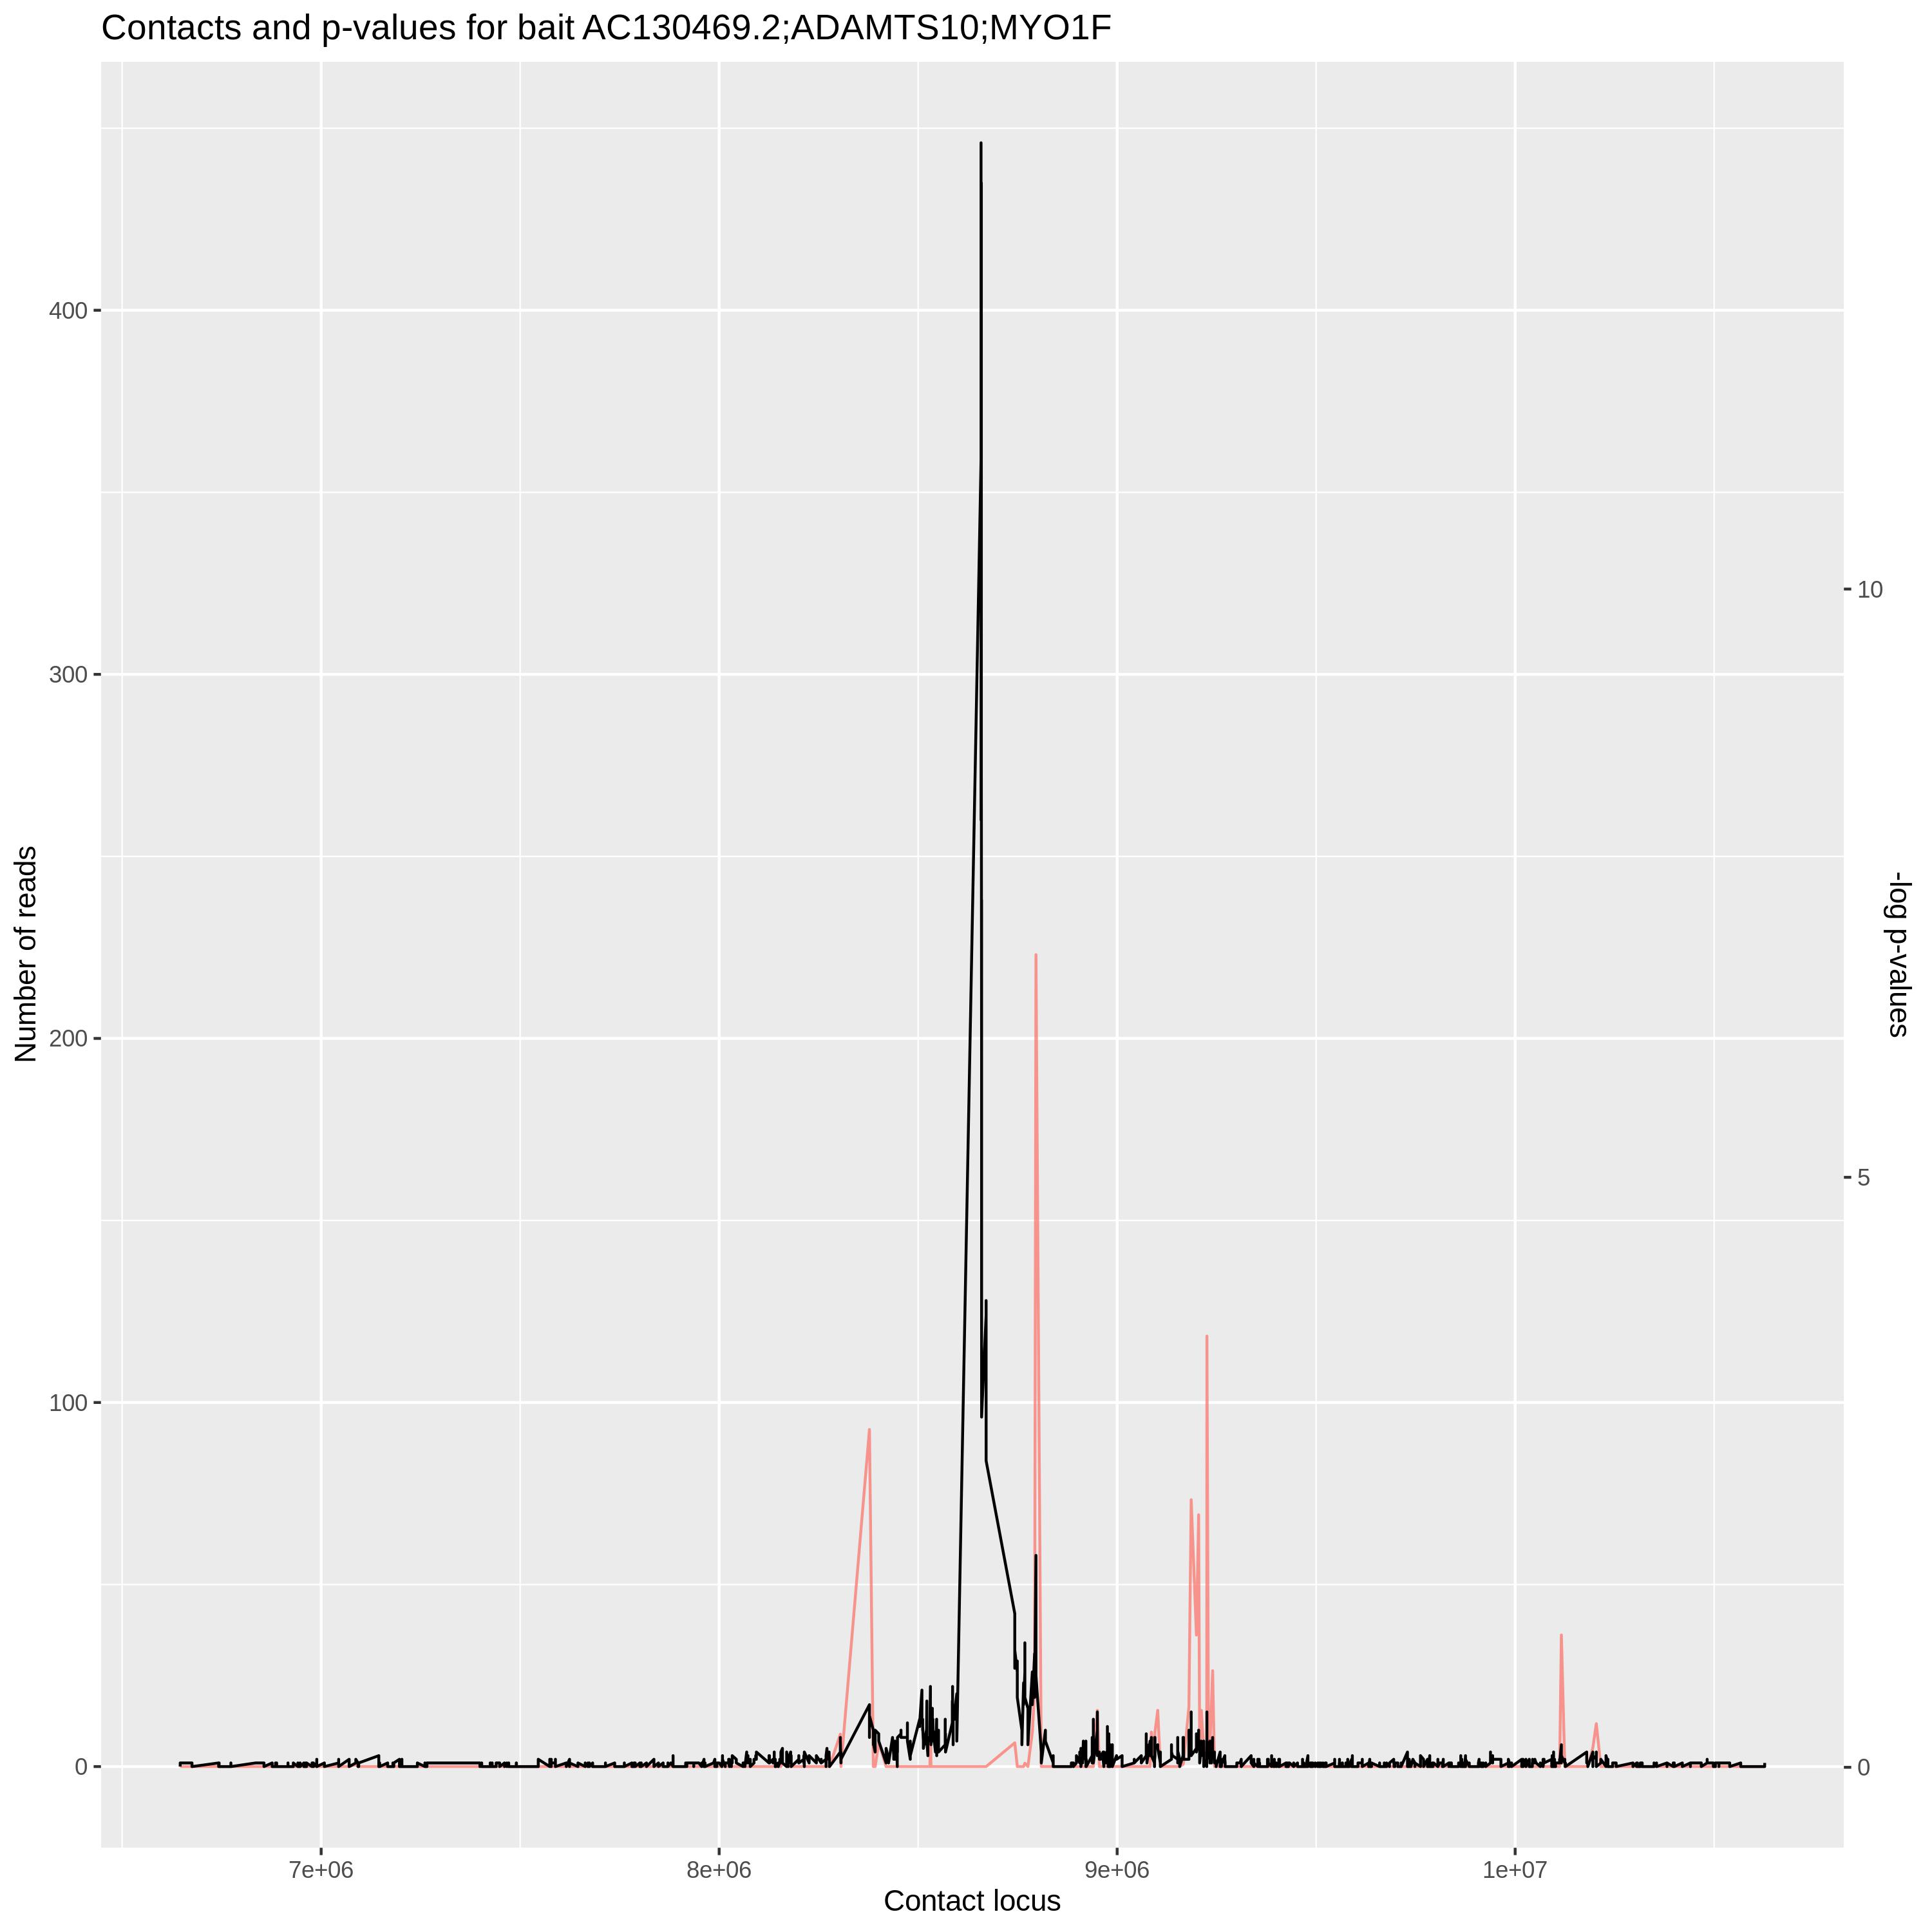 Contacts and p-values for bait AC130469.2;ADAMTS10;MYO1F
400
300
200
100
0
Number of reads
10
5
0
-log p-values
7e+06
8e+06
9e+06
1e+07
Contact locus